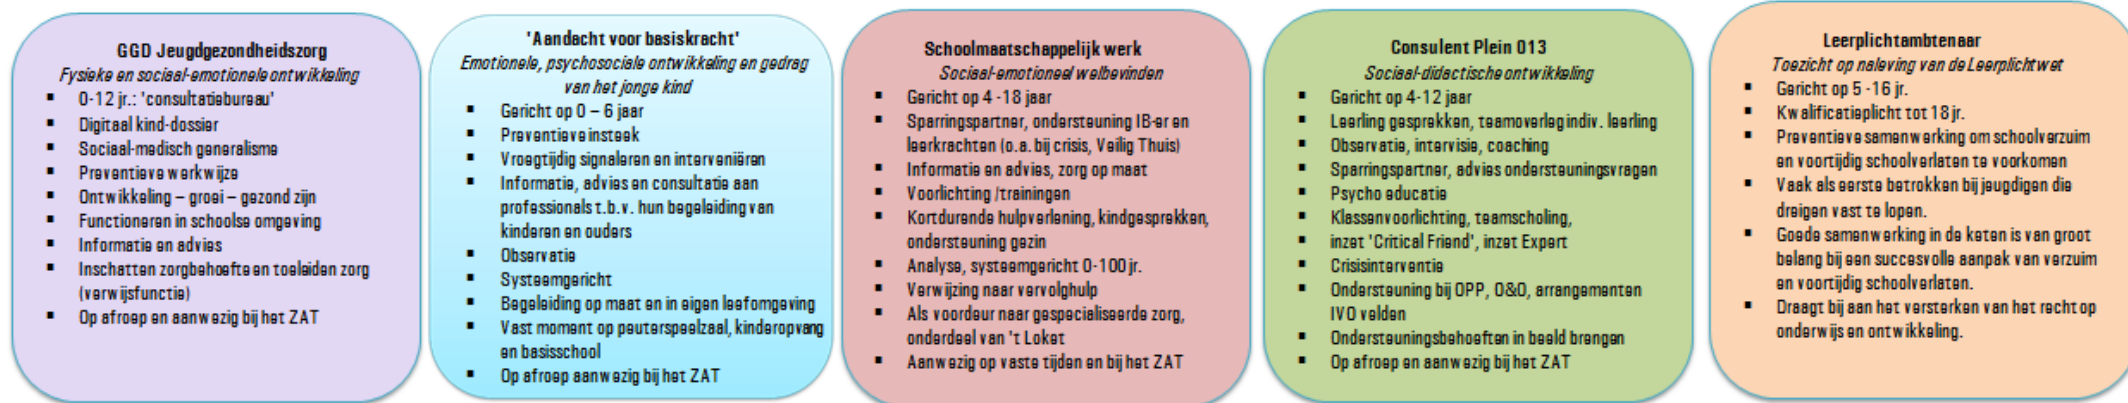 GGD Jeugdgezondheidszorg
Fysieke en sociaal-emotionele ontwikkeling
▪ 0-12 jr.: 'consultatiebureau'
▪ Digitaal kind-dossier
▪ Sociaal-medisch generalisme
▪ Preventieve werkwijze
▪ Ontwikkeling – groei – gezond zijn
▪ Functioneren in schoolse omgeving
▪ Informatie en advies
▪ Inschatten zorgbehoefte en toeleiden zorg
(verwijsfunctie)
▪ Op afroep en aanwezig bij het ZAT
'Aandacht voor basiskracht'
Emotionele, psychosociale ontwikkeling en gedrag
van het jonge kind
▪ Gericht op 0 – 6 jaar
▪ Preventieve insteek
▪ Vroegtijdig signaleren en interveniëren
▪ Informatie, advies en consultatie aan
professionals t.b.v. hun begeleiding van
kinderen en ouders
▪ Observatie
▪ Systeemgericht
▪ Begeleiding op maat en in eigen leefomgeving
▪ Vast moment op peuterspeelzaal, kinderopvang
en basisschool
▪ Op afroep aanwezig bij het ZAT
Schoolmaatschappelijk werk
Sociaal-emotioneel welbevinden
▪ Gericht op 4 -18 jaar
▪ Sparringspartner, ondersteuning IB-er en
leerkrachten (o.a. bij crisis, Veilig Thuis)
▪ Informatie en advies, zorg op maat
▪ Voorlichting /trainingen
▪ Kortdurende hulpverlening, kindgesprekken,
ondersteuning gezin
▪ Analyse, systeemgericht 0-100 jr.
▪ Verwijzing naar vervolghulp
▪ Als voordeur naar gespecialiseerde zorg,
onderdeel van 't Loket
▪ Aanwezig op vaste tijden en bij het ZAT
Consulent Plein 013
Sociaal-didactische ontwikkeling
▪ Gericht op 4-12 jaar
▪ Leerling gesprekken, teamoverleg indiv. leerling
▪ Observatie, intervisie, coaching
▪ Sparringspartner, advies ondersteuningsvragen
▪ Psycho educatie
▪ Klassenvoorlichting, teamscholing,
▪ inzet 'Critical Friend', inzet Expert
▪ Crisisinterventie
▪ Ondersteuning bij OPP, O&O, arrangementen
IVO velden
▪ Ondersteuningsbehoeften in beeld brengen
▪ Op afroep en aanwezig bij het ZAT
Leerplichtambtenaar
Toezicht op naleving van de Leerplichtwet
▪ Gericht op 5 -16 jr.
▪ Kwalificatieplicht tot 18 jr.
▪ Preventieve samenwerking om schoolverzuim
en voortijdig schoolverlaten te voorkomen
▪ Vaak als eerste betrokken bij jeugdigen die
dreigen vast te lopen.
▪ Goede samenwerking in de keten is van groot
belang bij een succesvolle aanpak van verzuim
en voortijdig schoolverlaten.
▪ Draagt bij aan het versterken van het recht op
onderwijs en ontwikkeling.